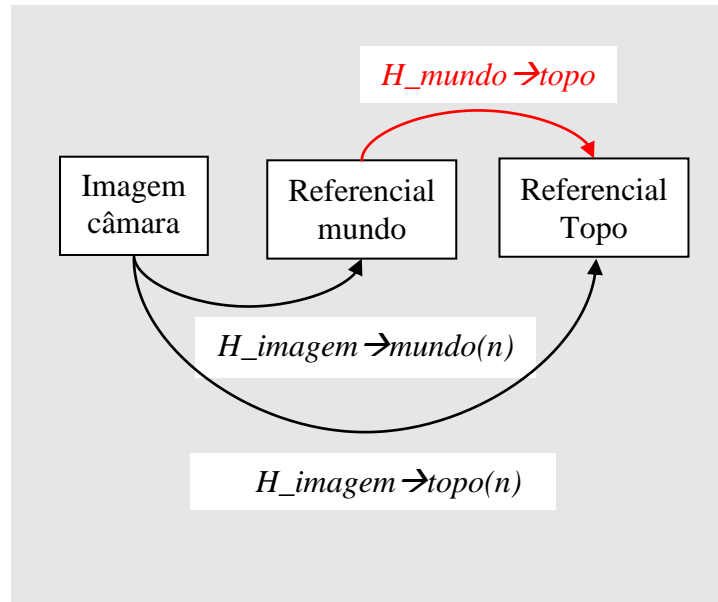 H_mundo→topo
Imagem
câmara
Referencial
mundo
Referencial
Topo
H_imagem→mundo(n)
H_imagem→topo(n)